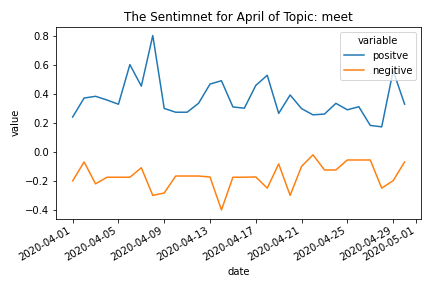 The Sentimnet for April of Topic: meet
variable
positve
negitive
value
0.8
0.6
0.4
0.2
0.0
−0.2
−0.4
2020-04-01
2020-04-05
2020-04-09
2020-04-13
2020-04-17
2020-04-21
2020-04-25
2020-04-29
2020-05-01
date